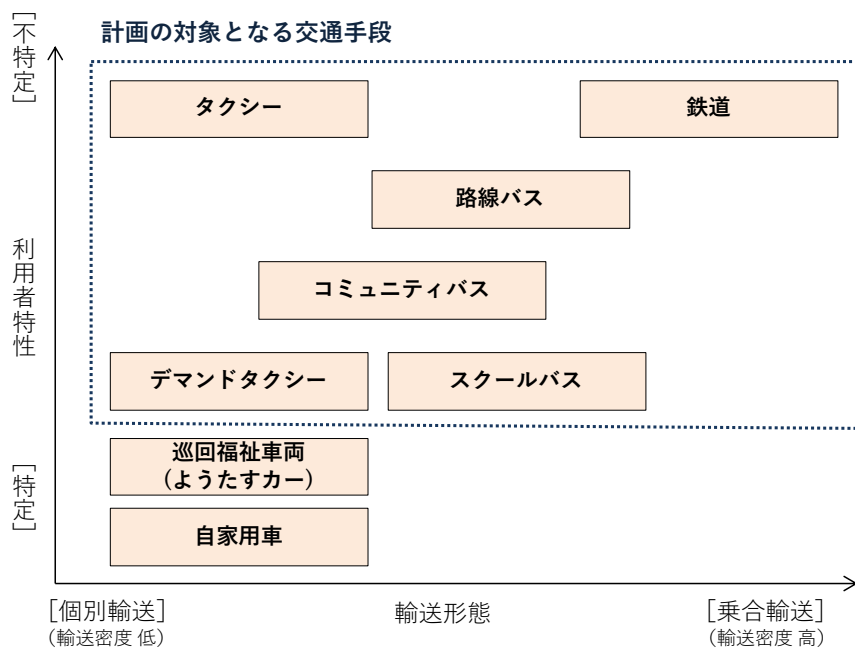 計画の対象となる交通手段
[不特定]
タクシー
鉄道
路線バス
利用者特性
コミュニティバス
デマンドタクシー
スクールバス
巡回福祉車両
(ようたすカー)
[特定]
自家用車
[個別輸送]
(輸送密度 低)
輸送形態
[乗合輸送]
(輸送密度 高)